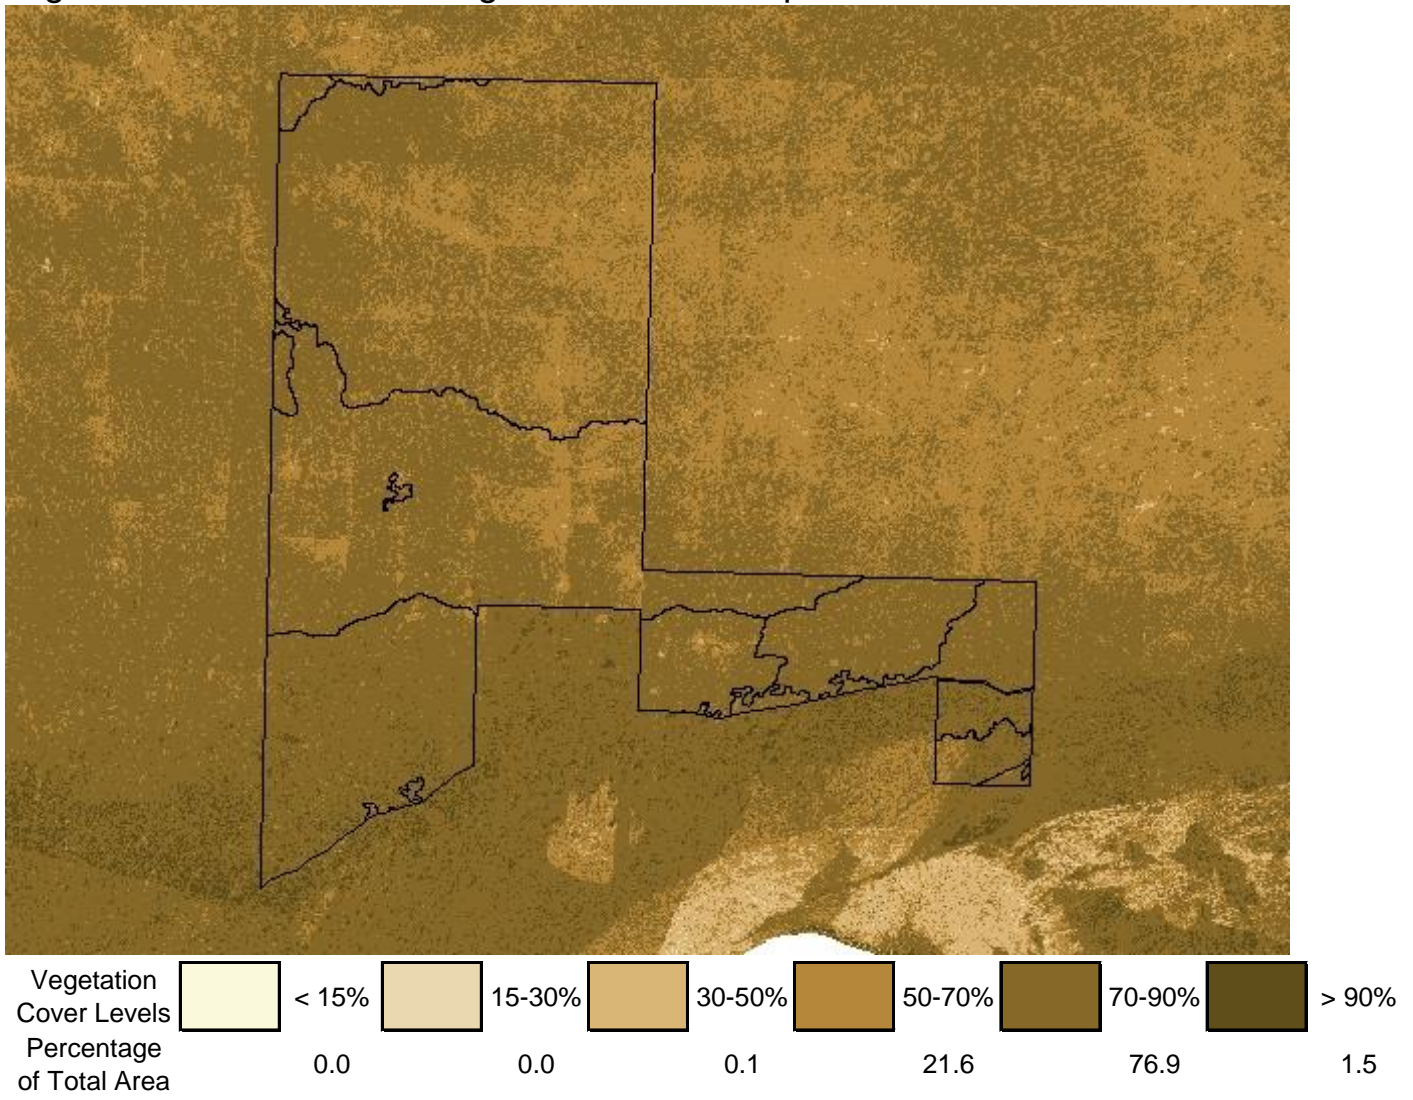 Vegetation
Cover Levels
< 15% 15-30% 30-50% 50-70% 70-90% > 90%
Percentage
of Total Area
0.0 0.0 0.1 21.6 76.9 1.5